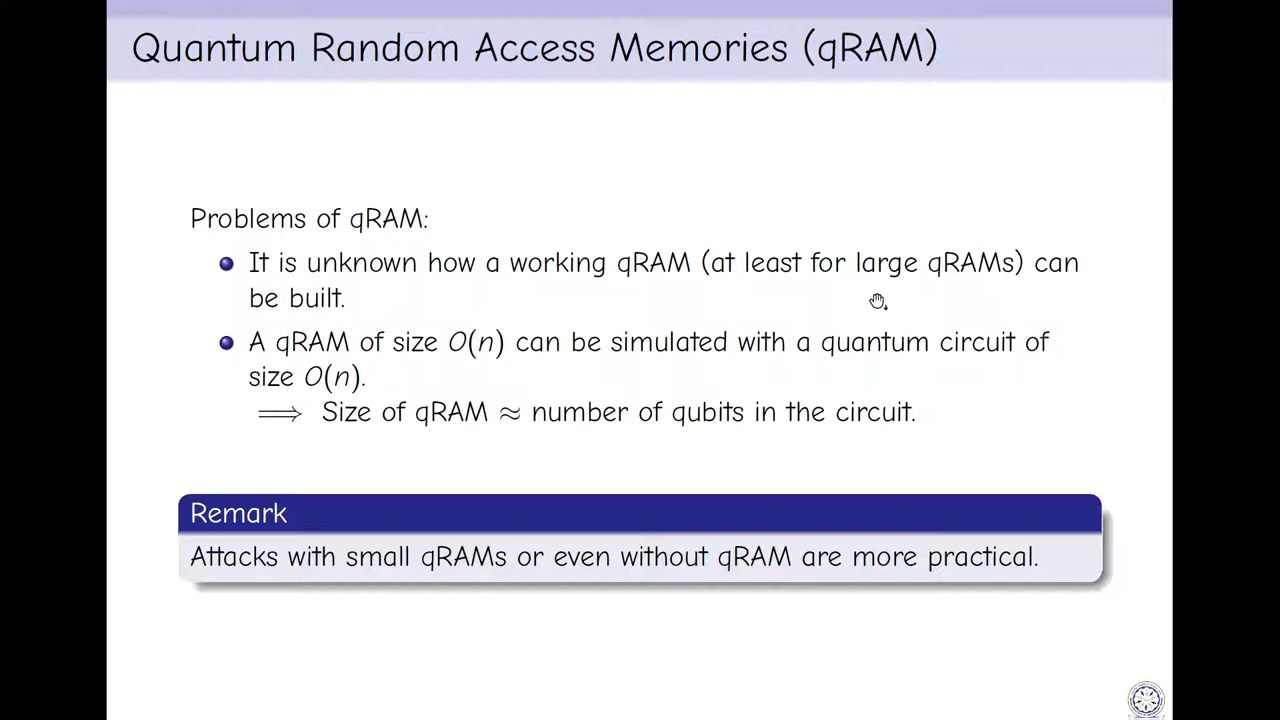 Quantum Random Access Memories (qRAM)
Problems of qRAM:
It is unknown how a working qRAM (at least for large qRAMs) can
be built.
A qRAM of size O(n) can be simulated with a quantum circuit of
size O(n).
⟹ Size of qRAM ≈ number of qubits in the circuit.
Remark
Attacks with small qRAMs or even without qRAM are more practical.